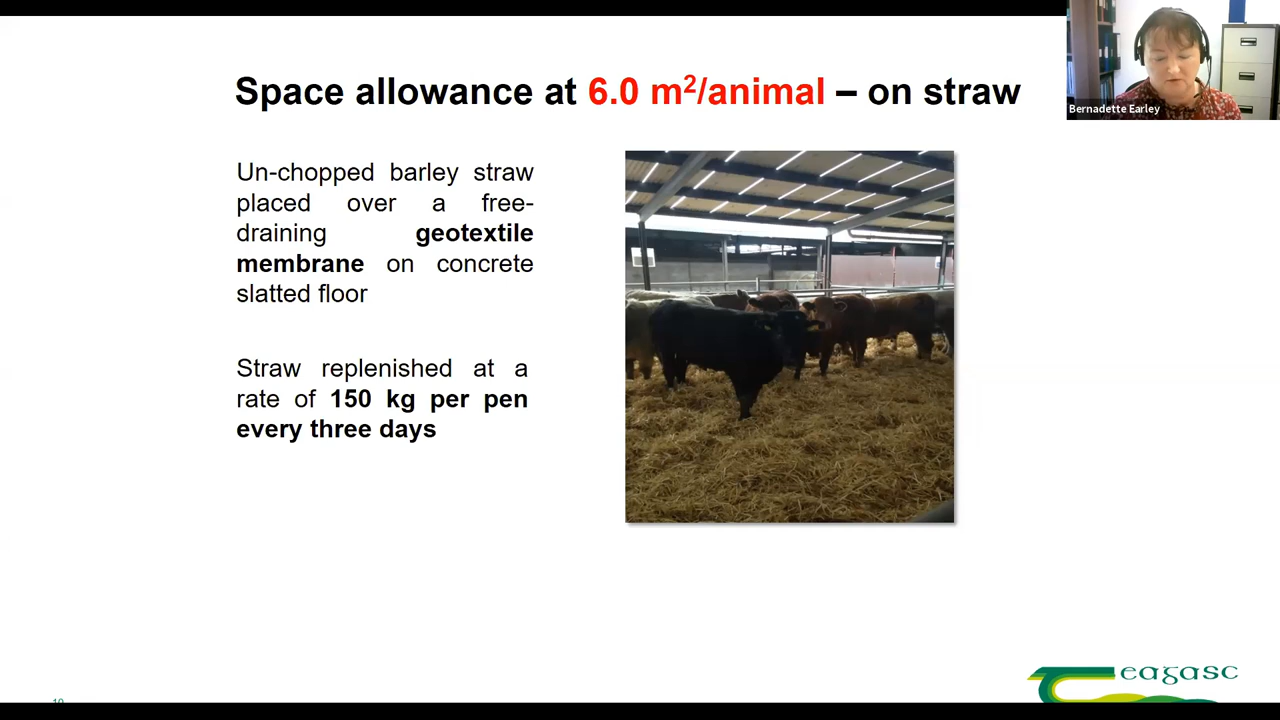 Space allowance at 6.0 m²/animal – on straw
Bernadette Earley
Un-chopped barley straw
placed over a free-
draining geotextile
membrane on concrete
slatted floor
Straw replenished at a
rate of 150 kg per pen
every three days
eagasc